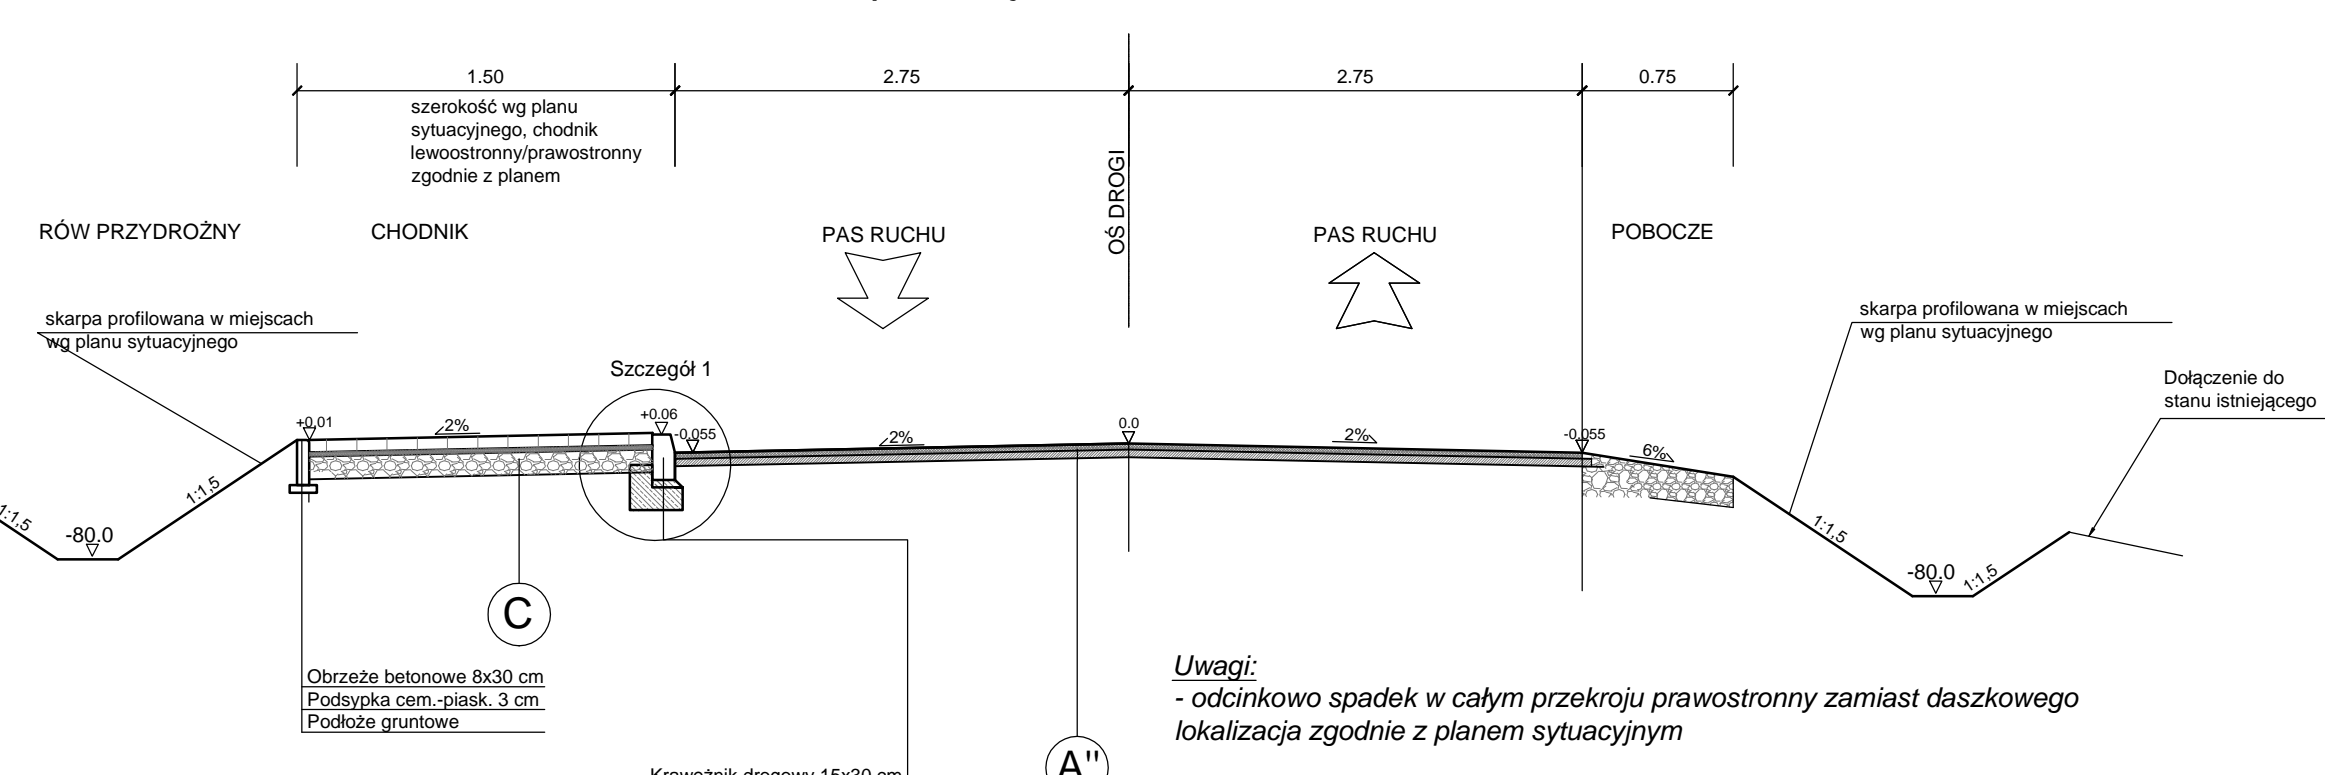 1.50
2.75
2.75
0.75
szerokość wg planu
sytuacyjnego, chodnik
lewoostronny/prawostronny
zgodnie z planem
OŚ DROGI
RÓW PRZYDROŻNY
CHODNIK
PAS RUCHU
PAS RUCHU
POBOCZE
skarpa profilowana w miejscach
wg planu sytuacyjnego
skarpa profilowana w miejscach
wg planu sytuacyjnego
Szczegół 1
Dołączenie do
stanu istniejącego
+0,01
2%
+0.06
-0,055
2%
0.0
2%
-0,055
6%
1:1,5
1:1,5
-80.0
1:1,5
-80.0
1:1,5
C
Obrzeże betonowe 8x30 cm
Podsypka cem.-piask. 3 cm
Podłoże gruntowe
Uwagi:
- odcinkowo spadek w całym przekroju prawostronny zamiast daszkowego
lokalizacja zgodnie z planem sytuacyjnym
A"
Krawężnik drogowy 15x30 cm